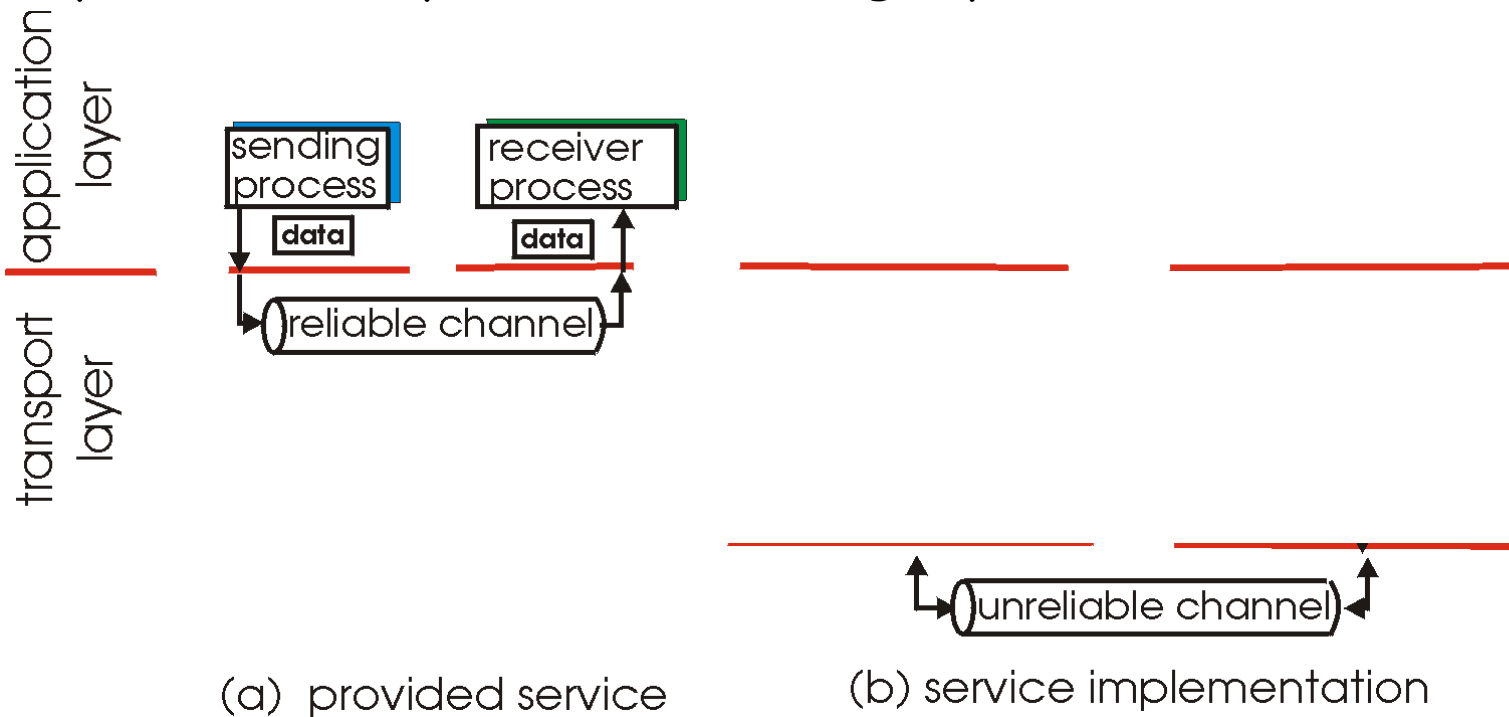 application
layer
sending
process
receiver
process
data
data
reliable channel
transport
layer
unreliable channel
(a) provided service
(b) service implementation